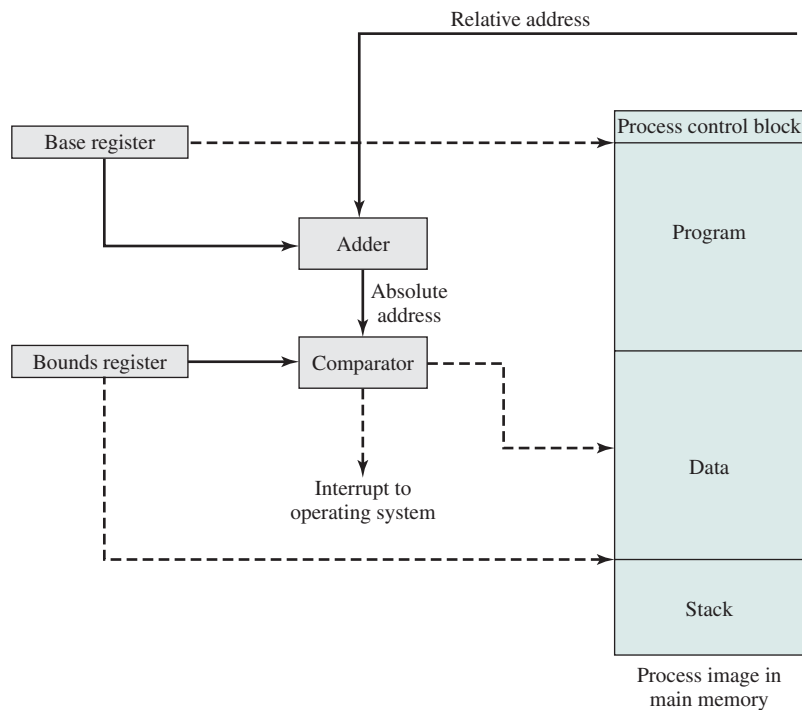 Relative address
Process control block
Base register
Program
Adder
Absolute
address
Bounds register
Comparator
Data
Interrupt to
operating system
Stack
Process image in
main memory